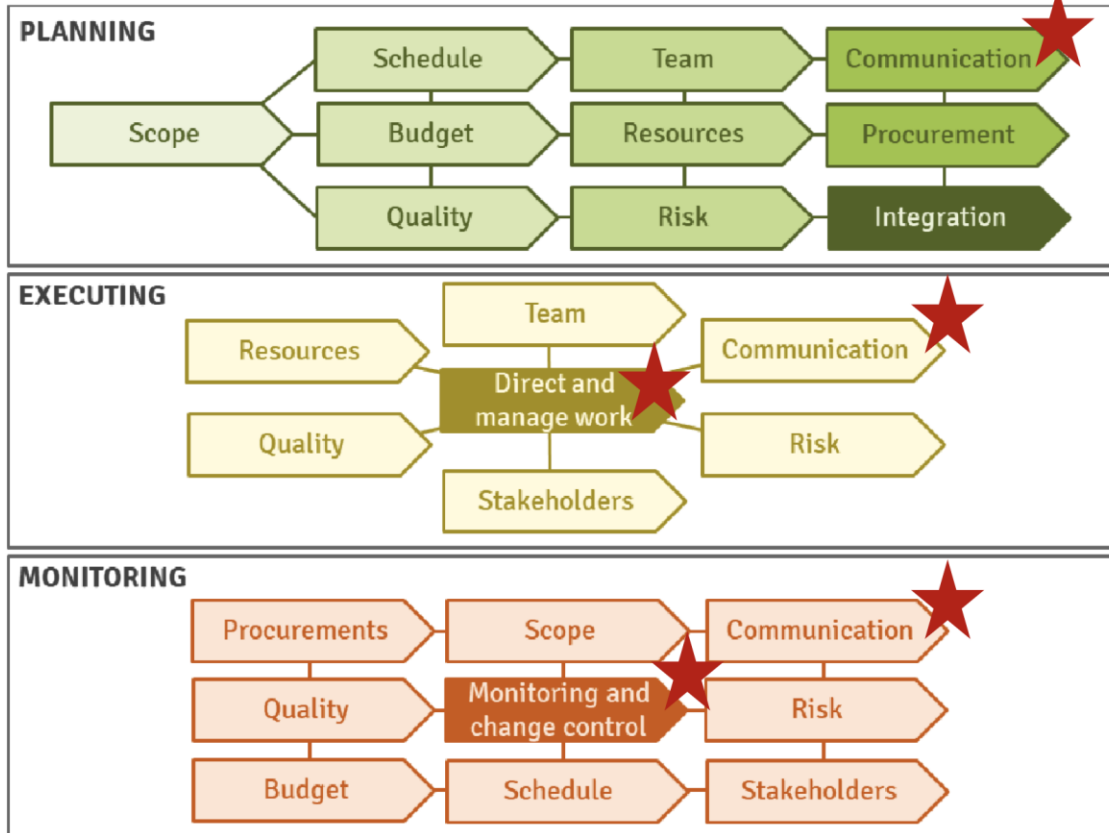 PLANNING
Schedule
Team
Communication
Scope
Budget
Resources
Procurement
Quality
Risk
Integration
EXECUTING
Team
Resources
Communication
Direct and
manage work
Quality
Risk
Stakeholders
MONITORING
Procurements
Scope
Communication
Quality
Monitoring and
change control
Risk
Budget
Schedule
Stakeholders